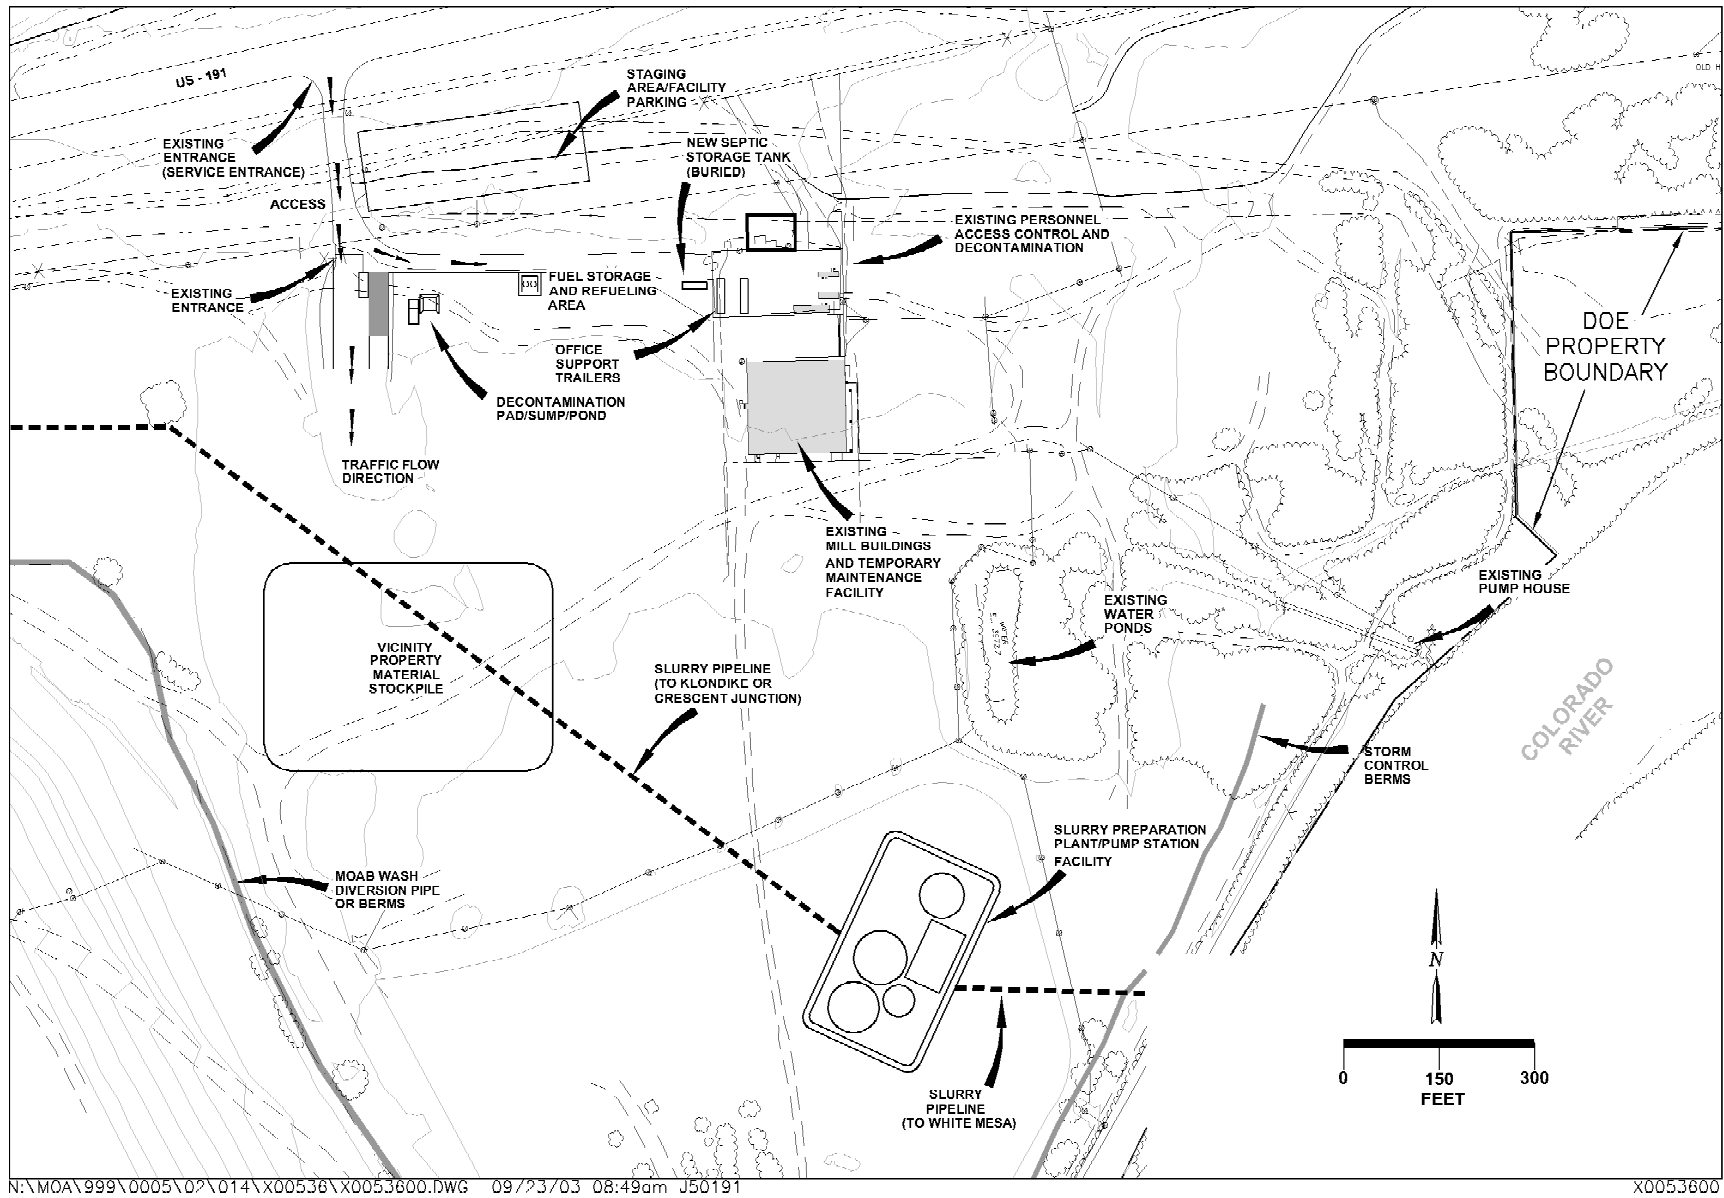 US - 191
OLD H
STAGING
AREA/FACILITY
PARKING
EXISTING
ENTRANCE
(SERVICE ENTRANCE)
NEW SEPTIC
STORAGE TANK
(BURIED)
ACCESS
EXISTING PERSONNEL
ACCESS CONTROL AND
DECONTAMINATION
EXISTING
ENTRANCE
FUEL STORAGE
AND REFUELING
AREA
DOE
PROPERTY
BOUNDARY
OFFICE
SUPPORT
TRAILERS
DECONTAMINATION
PAD/SUMP/POND
TRAFFIC FLOW
DIRECTION
EXISTING
MILL BUILDINGS
AND TEMPORARY
MAINTENANCE
FACILITY
EXISTING
PUMP HOUSE
EXISTING
WATER
PONDS
WATER
VICINITY
PROPERTY
MATERIAL
STOCKPILE
SLURRY PIPELINE
(TO KLONDIKE OR
CRESCENT JUNCTION)
COLORADO
RIVER
STORM
CONTROL
BERMS
SLURRY PREPARATION
PLANT/PUMP STATION
FACILITY
MOAB WASH
DIVERSION PIPE
OR BERMS
N
0 150 300
FEET
SLURRY
PIPELINE
(TO WHITE MESA)
N:\MOA\999\0005\02\014\X00536\X0053600.DWG 09/23/03 08:49am J50191
X0053600